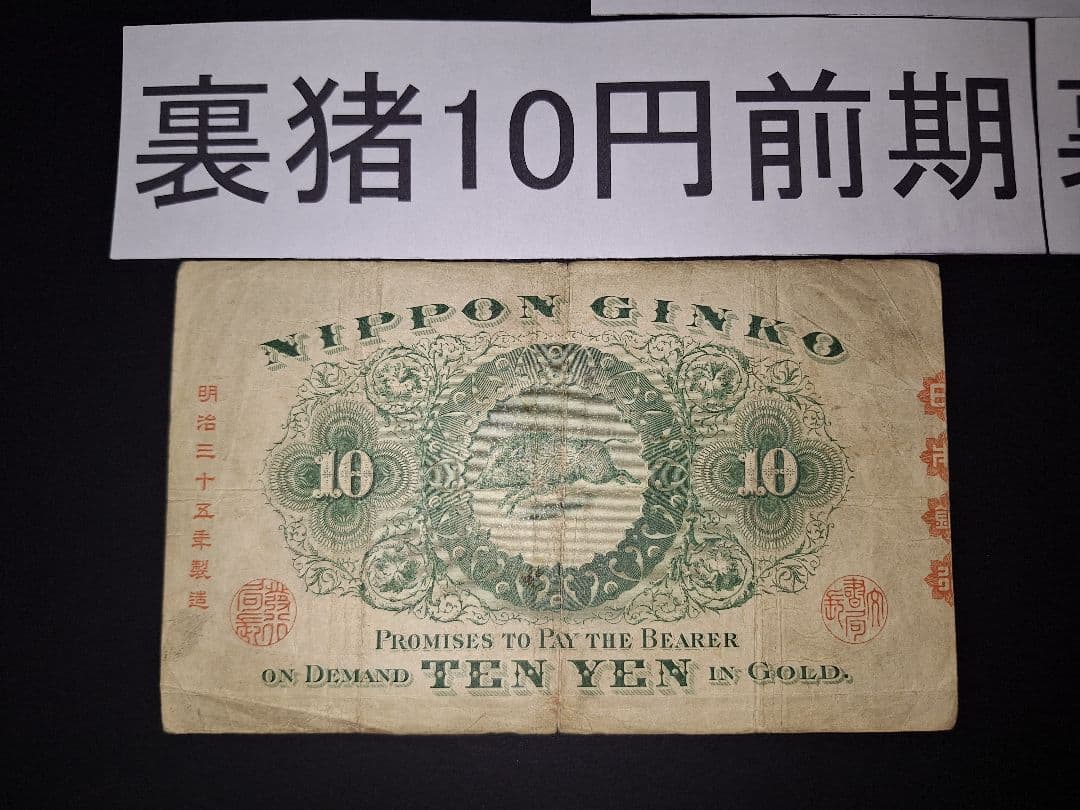 裏猪10円前期
NIPPON GINKO
明治三十五年製造
10
10
PROMISES TO PAY THE BEARER
ON DEMAND TEN YEN IN GOLD.